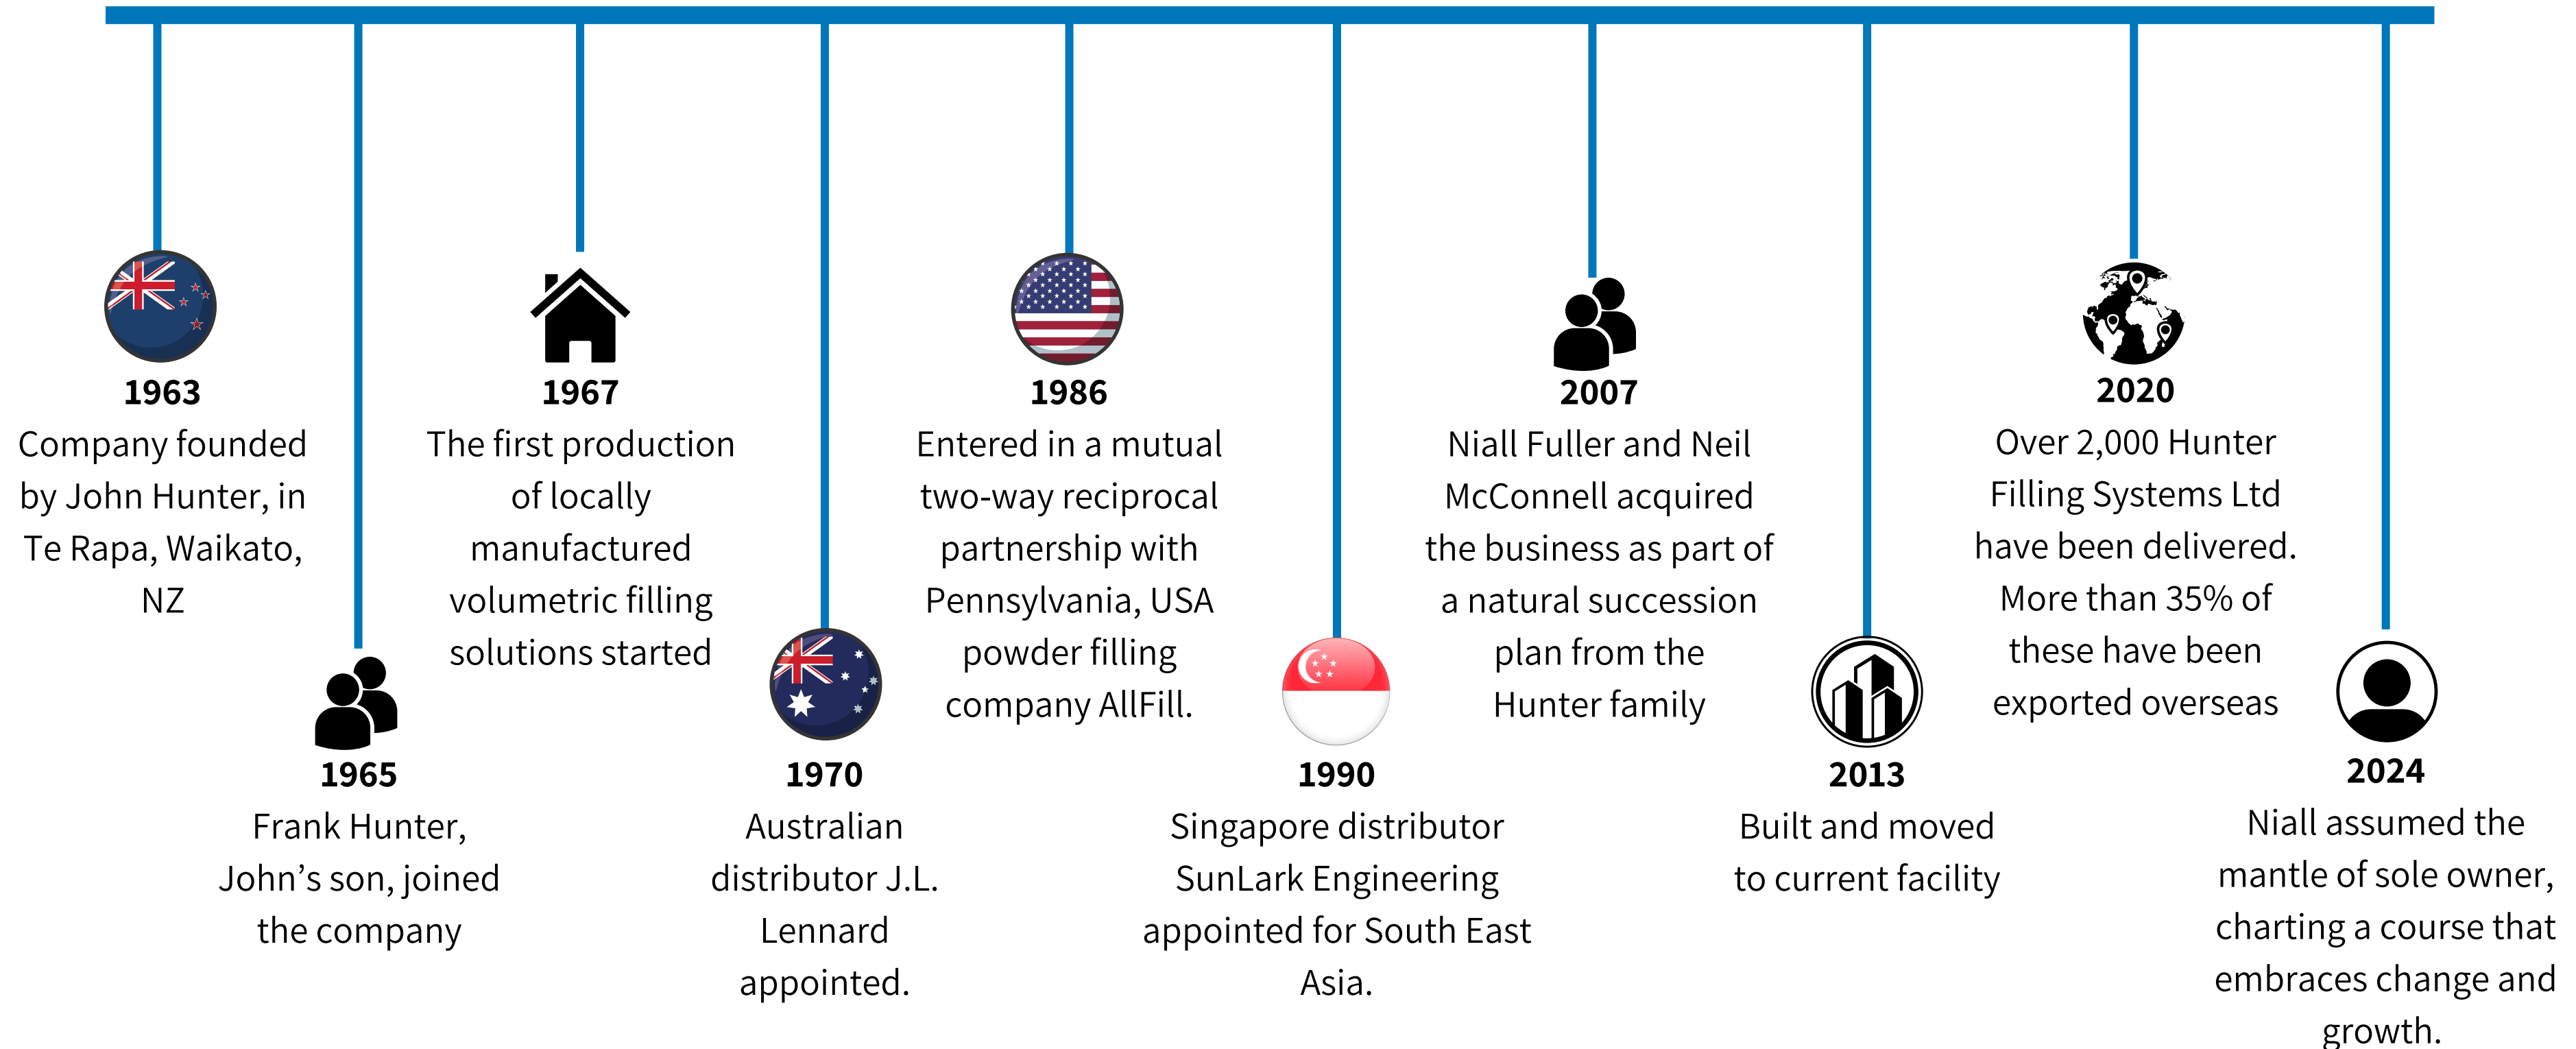 1963
Company founded
by John Hunter, in
Te Rapa, Waikato,
NZ
1965
Frank Hunter,
John’s son, joined
the company
1967
The first production
of locally
manufactured
volumetric filling
solutions started
1970
Australian
distributor J.L.
Lennard
appointed.
1986
Entered in a mutual
two-way reciprocal
partnership with
Pennsylvania, USA
powder filling
company AllFill.
1990
Singapore distributor
SunLark Engineering
appointed for South East
Asia.
2007
Niall Fuller and Neil
McConnell acquired
the business as part of
a natural succession
plan from the
Hunter family
2013
Built and moved
to current facility
2020
Over 2,000 Hunter
Filling Systems Ltd
have been delivered.
More than 35% of
these have been
exported overseas
2024
Niall assumed the
mantle of sole owner,
charting a course that
embraces change and
growth.